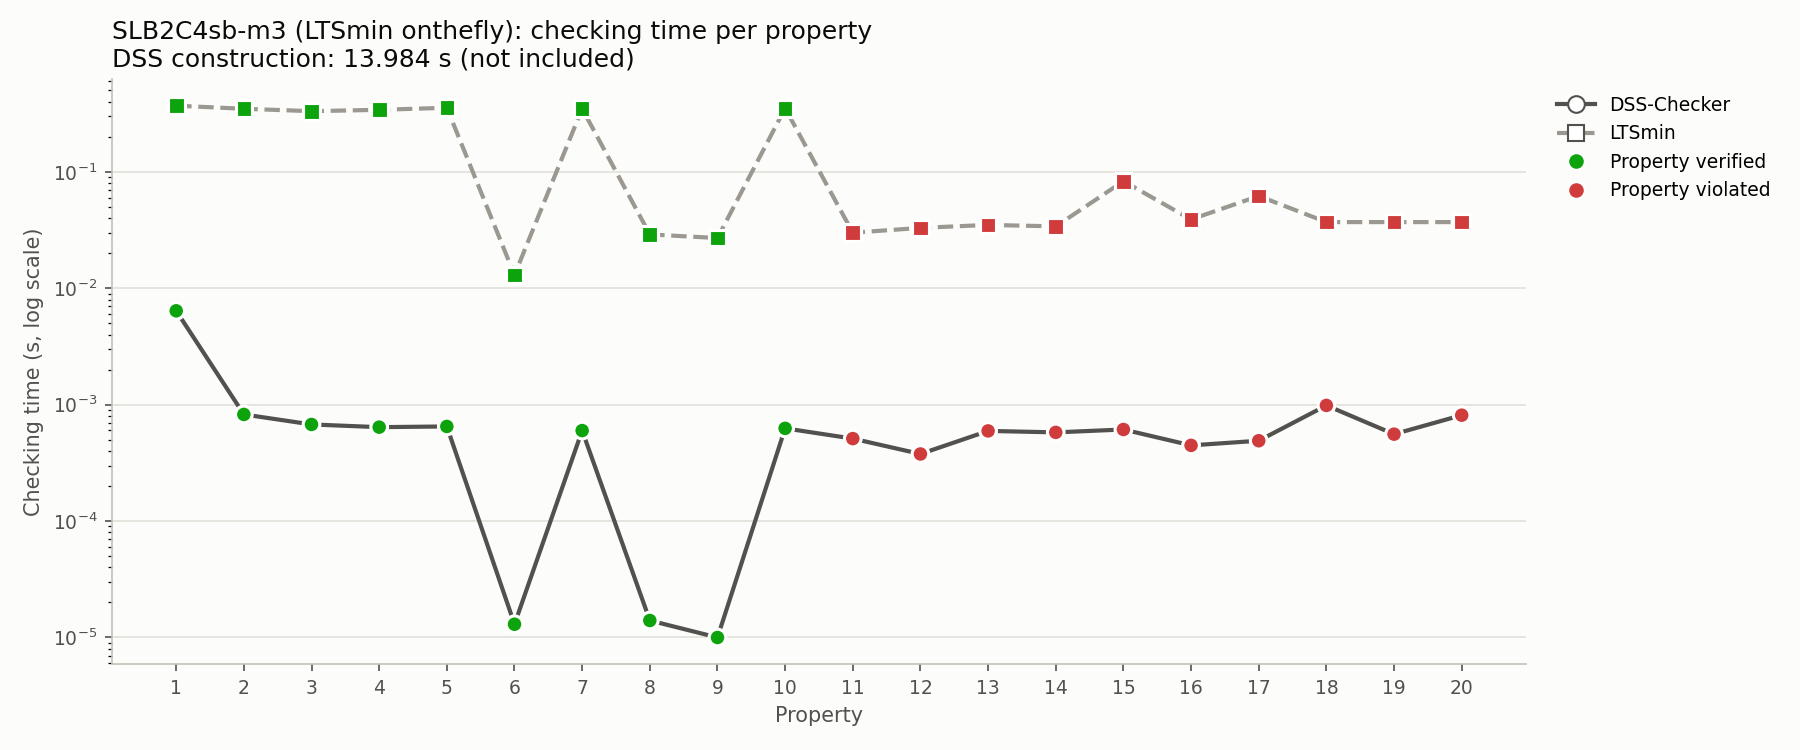 SLB2C4sb-m3 (LTSmin onthefly): checking time per property
DSS construction: 13.984 s (not included)
DSS-Checker
LTSmin
Property verified
Property violated
Checking time (s, log scale)
10⁻¹
10⁻²
10⁻³
10⁻⁴
10⁻⁵
1 2 3 4 5 6 7 8 9 10 11 12 13 14 15 16 17 18 19 20
Property